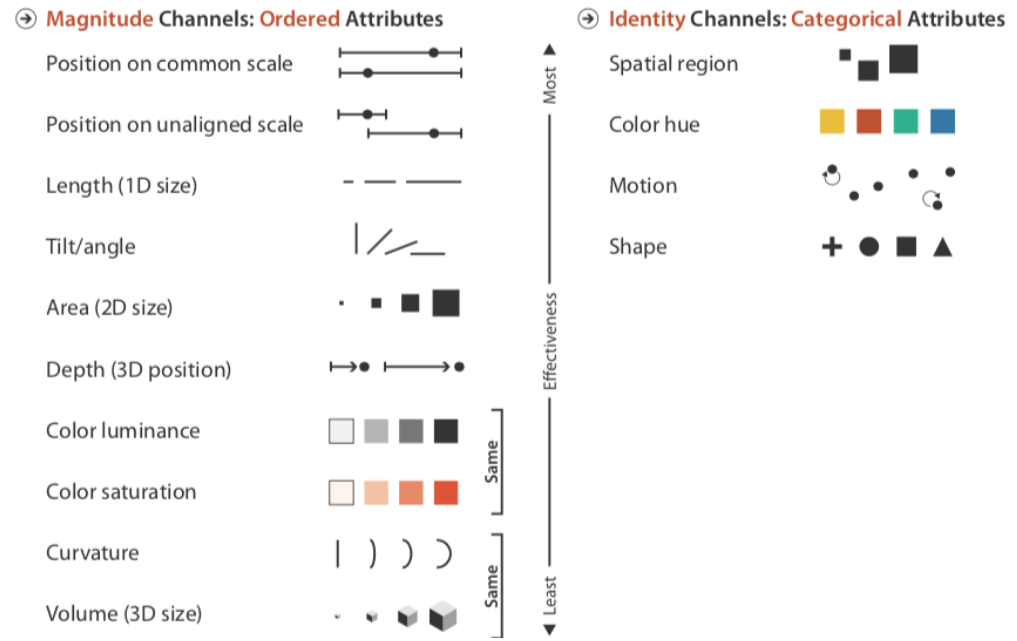 Magnitude Channels: Ordered Attributes
Position on common scale
Position on unaligned scale
Length (1D size)
Tilt/angle
Area (2D size)
Depth (3D position)
Color luminance
Color saturation
Curvature
Volume (3D size)
Same
Same
Most
Effectiveness
Least
Identity Channels: Categorical Attributes
Spatial region
Color hue
Motion
Shape